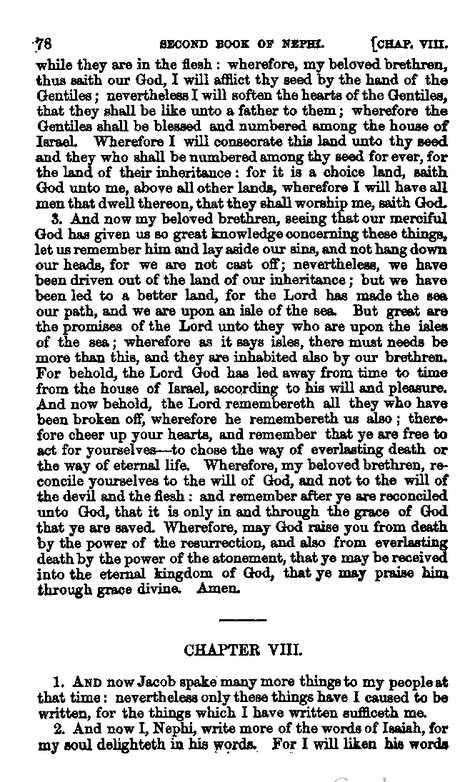 78 SECOND BOOK OF NEPHI. [CHAP. VIII.
while they are in the flesh : wherefore, my beloved brethren,
thus saith our God, I will afflict thy seed by the hand of the
Gentiles ; nevertheless I will soften the hearts of the Gentiles,
that they shall be like unto a father to them ; wherefore the
Gentiles shall be blessed and numbered among the house of
Israel. Wherefore I will consecrate this land unto thy seed
and they who shall be numbered among thy seed for ever, for
the land of their inheritance : for it is a choice land, saith
God unto me, above all other lands, wherefore I will have all
men that dwell thereon, that they shall worship me, saith God.
3. And now my beloved brethren, seeing that our merciful
God has given us so great knowledge concerning these things,
let us remember him and lay aside our sins, and not hang down
our heads, for we are not cast off; nevertheless, we have
been driven out of the land of our inheritance ; but we have
been led to a better land, for the Lord has made the sea
our path, and we are upon an isle of the sea. But great are
the promises of the Lord unto they who are upon the isles
of the sea ; wherefore as it says isles, there must needs be
more than this, and they are inhabited also by our brethren.
For behold, the Lord God has led away from time to time
from the house of Israel, according to his will and pleasure.
And now behold, the Lord remembereth all they who have
been broken off, wherefore he remembereth us also ; there-
fore cheer up your hearts, and remember that ye are free to
act for yourselves—to chose the way of everlasting death or
the way of eternal life. Wherefore, my beloved brethren, re-
concile yourselves to the will of God, and not to the will of
the devil and the flesh : and remember after ye are reconciled
unto God, that it is only in and through the grace of God
that ye are saved. Wherefore, may God raise you from death
by the power of the resurrection, and also from everlasting
death by the power of the atonement, that ye may be received
into the eternal kingdom of God, that ye may praise him
through grace divine. Amen.
CHAPTER VIII.
1. AND now Jacob spake many more things to my people at
that time : nevertheless only these things have I caused to be
written, for the things which I have written sufficeth me.
2. And now I, Nephi, write more of the words of Isaiah, for
my soul delighteth in his words. For I will liken his words